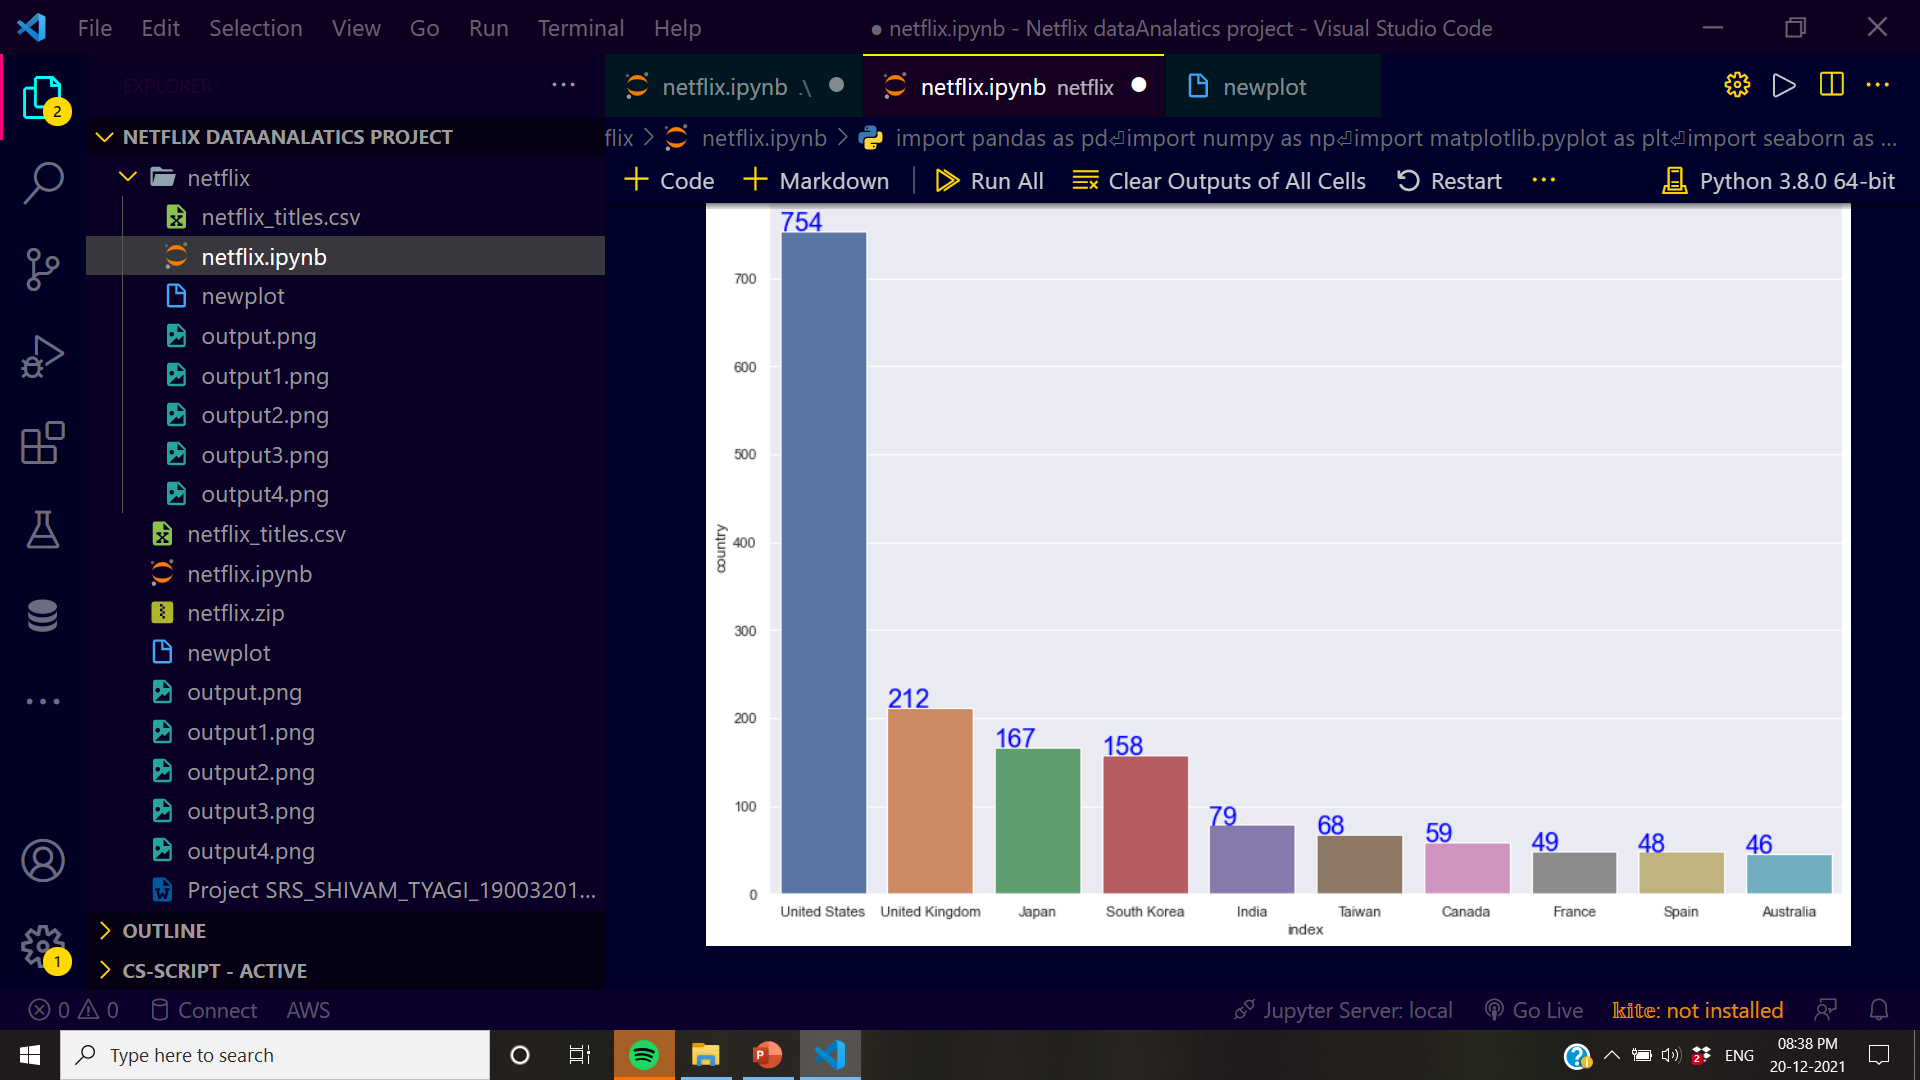 File Edit Selection View Go Run Terminal Help
● netflix.ipynb - Netflix dataAnalatics project - Visual Studio Code
EXPLORER
netflix.ipynb .\
netflix.ipynb netflix
newplot
2
NETFLIX DATAANALATICS PROJECT
flix > netflix.ipynb > import pandas as pd⏎import numpy as np⏎import matplotlib.pyplot as plt⏎import seaborn as ...
+ Code + Markdown Run All Clear Outputs of All Cells Restart ... Python 3.8.0 64-bit
netflix
netflix_titles.csv
netflix.ipynb
newplot
output.png
output1.png
output2.png
output3.png
output4.png
netflix_titles.csv
netflix.ipynb
netflix.zip
newplot
output.png
output1.png
output2.png
output3.png
output4.png
Project SRS_SHIVAM_TYAGI_19003201...
OUTLINE
CS-SCRIPT - ACTIVE
1
754
700
600
500
400
300
200
100
0
country
212
167
158
79
68
59
49
48
46
United States United Kingdom Japan South Korea India Taiwan Canada France Spain Australia
index
0 0 Connect AWS
Jupyter Server: local Go Live kite: not installed
Type here to search
2 ENG
08:38 PM
20-12-2021